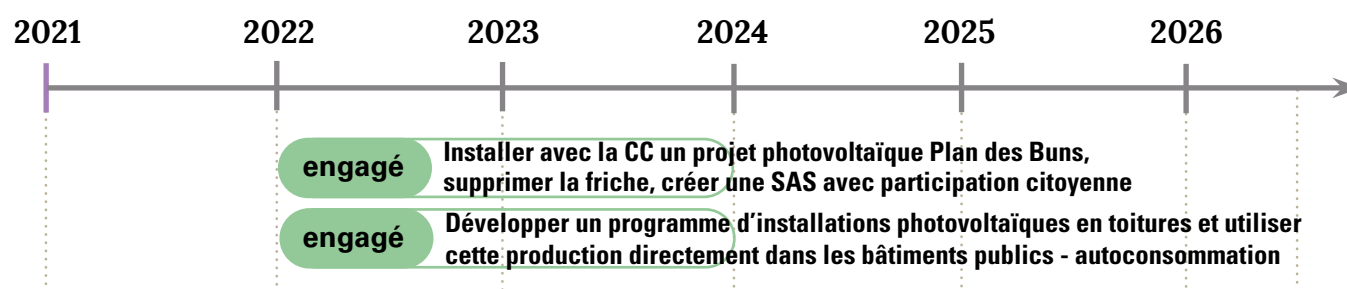 2021 2022 2023 2024 2025 2026
engagé
Installer avec la CC un projet photovoltaïque Plan des Buns,
supprimer la friche, créer une SAS avec participation citoyenne
engagé
Développer un programme d'installations photovoltaïques en toitures et utiliser
cette production directement dans les bâtiments publics - autoconsommation